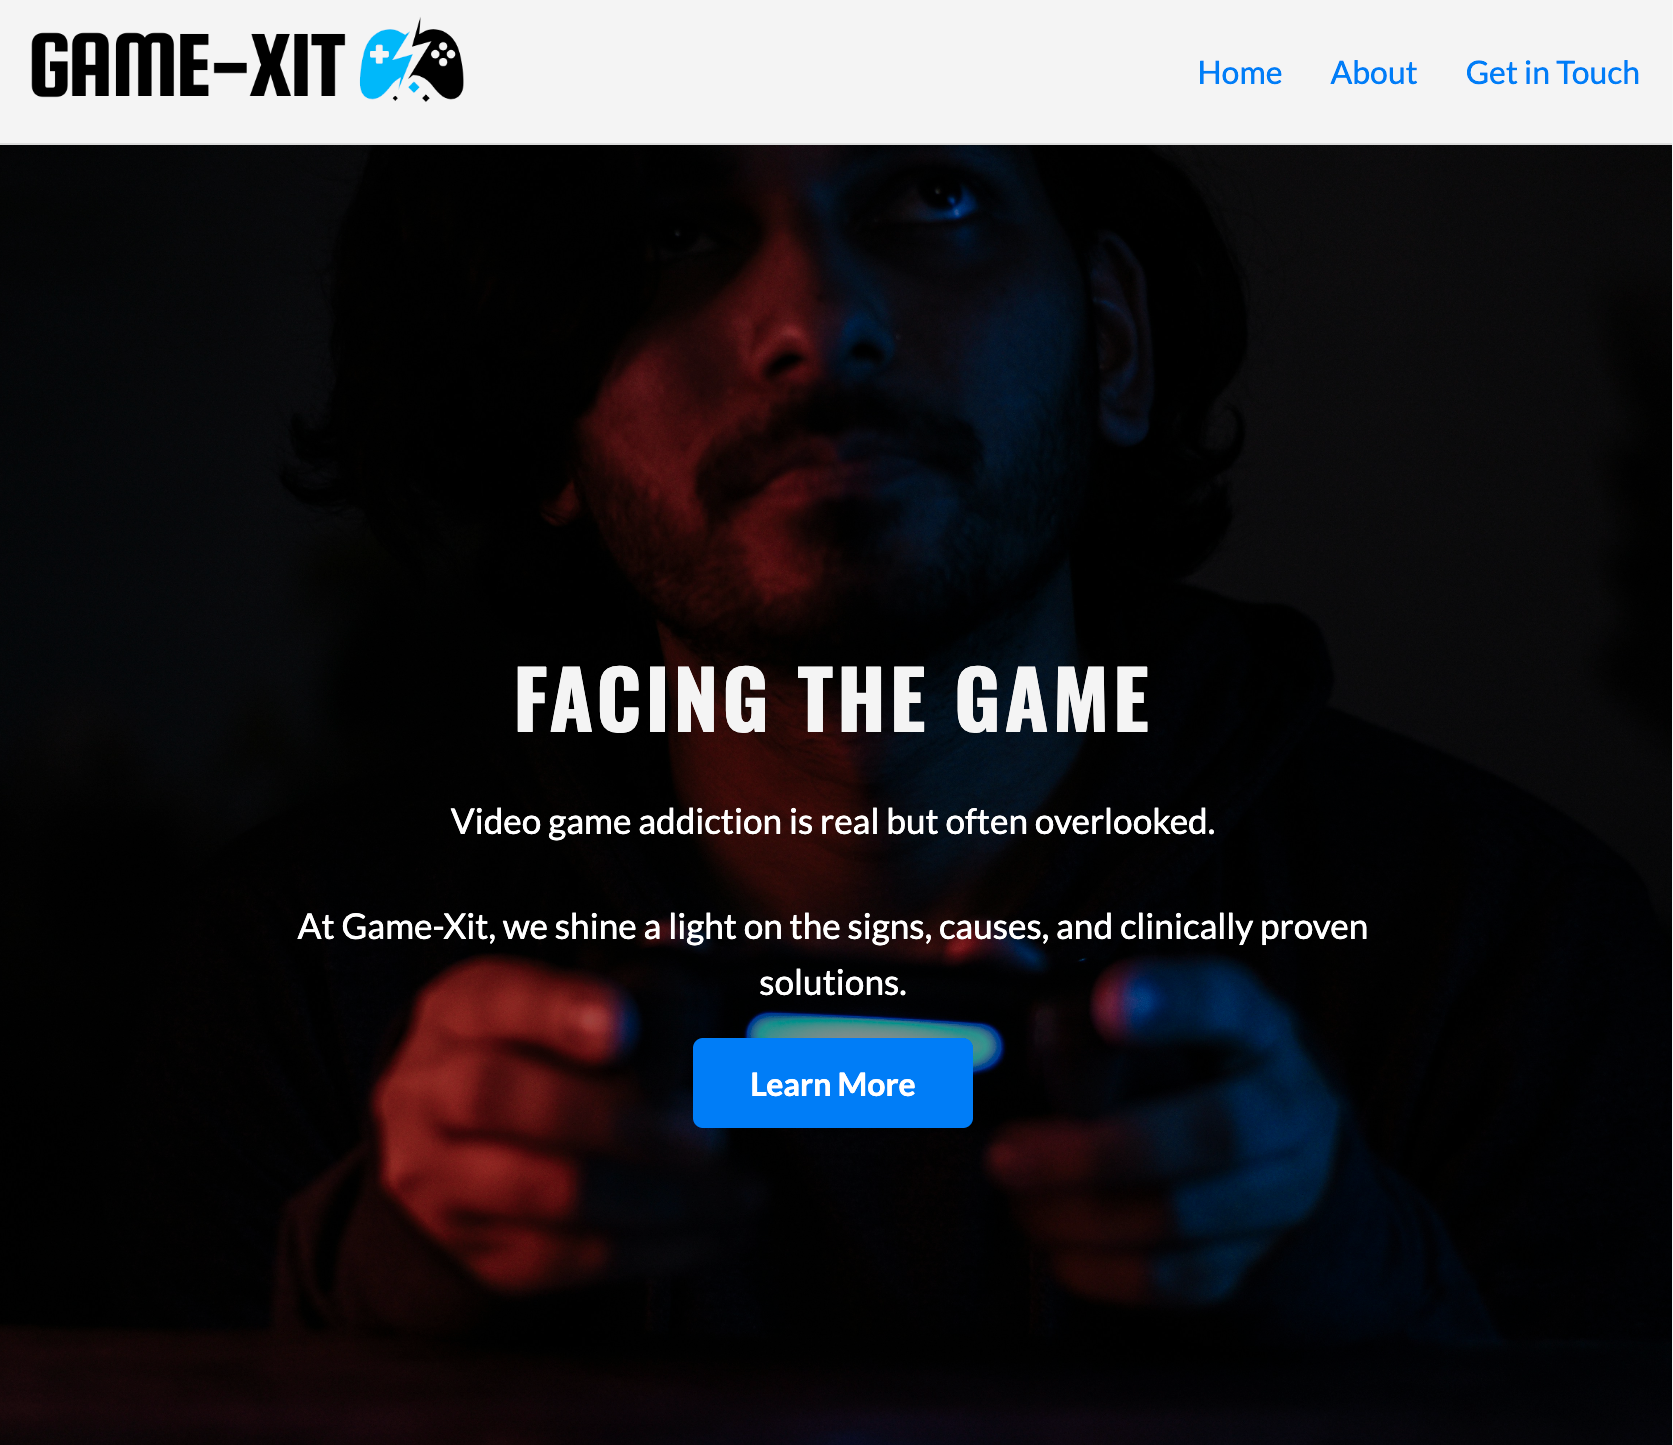 GAME-XIT
Home
About
Get in Touch
FACING THE GAME
Video game addiction is real but often overlooked.
At Game-Xit, we shine a light on the signs, causes, and clinically proven
solutions.
Learn More